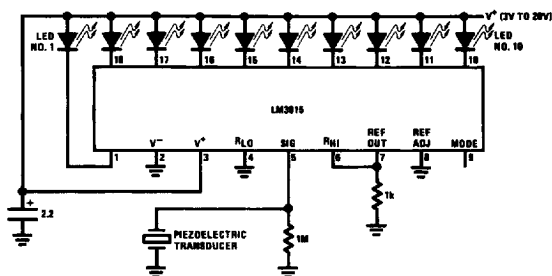 V+ (3V TO 20V)
LED NO. 1
LED NO. 10
18 17 16 15 14 13 12 11 10
LM3915
V− V+ RLO SIG RHI REF OUT REF ADJ MODE
1 2 3 4 5 6 7 8 9
+
2.2
PIEZOELECTRIC TRANSDUCER
1M
1k